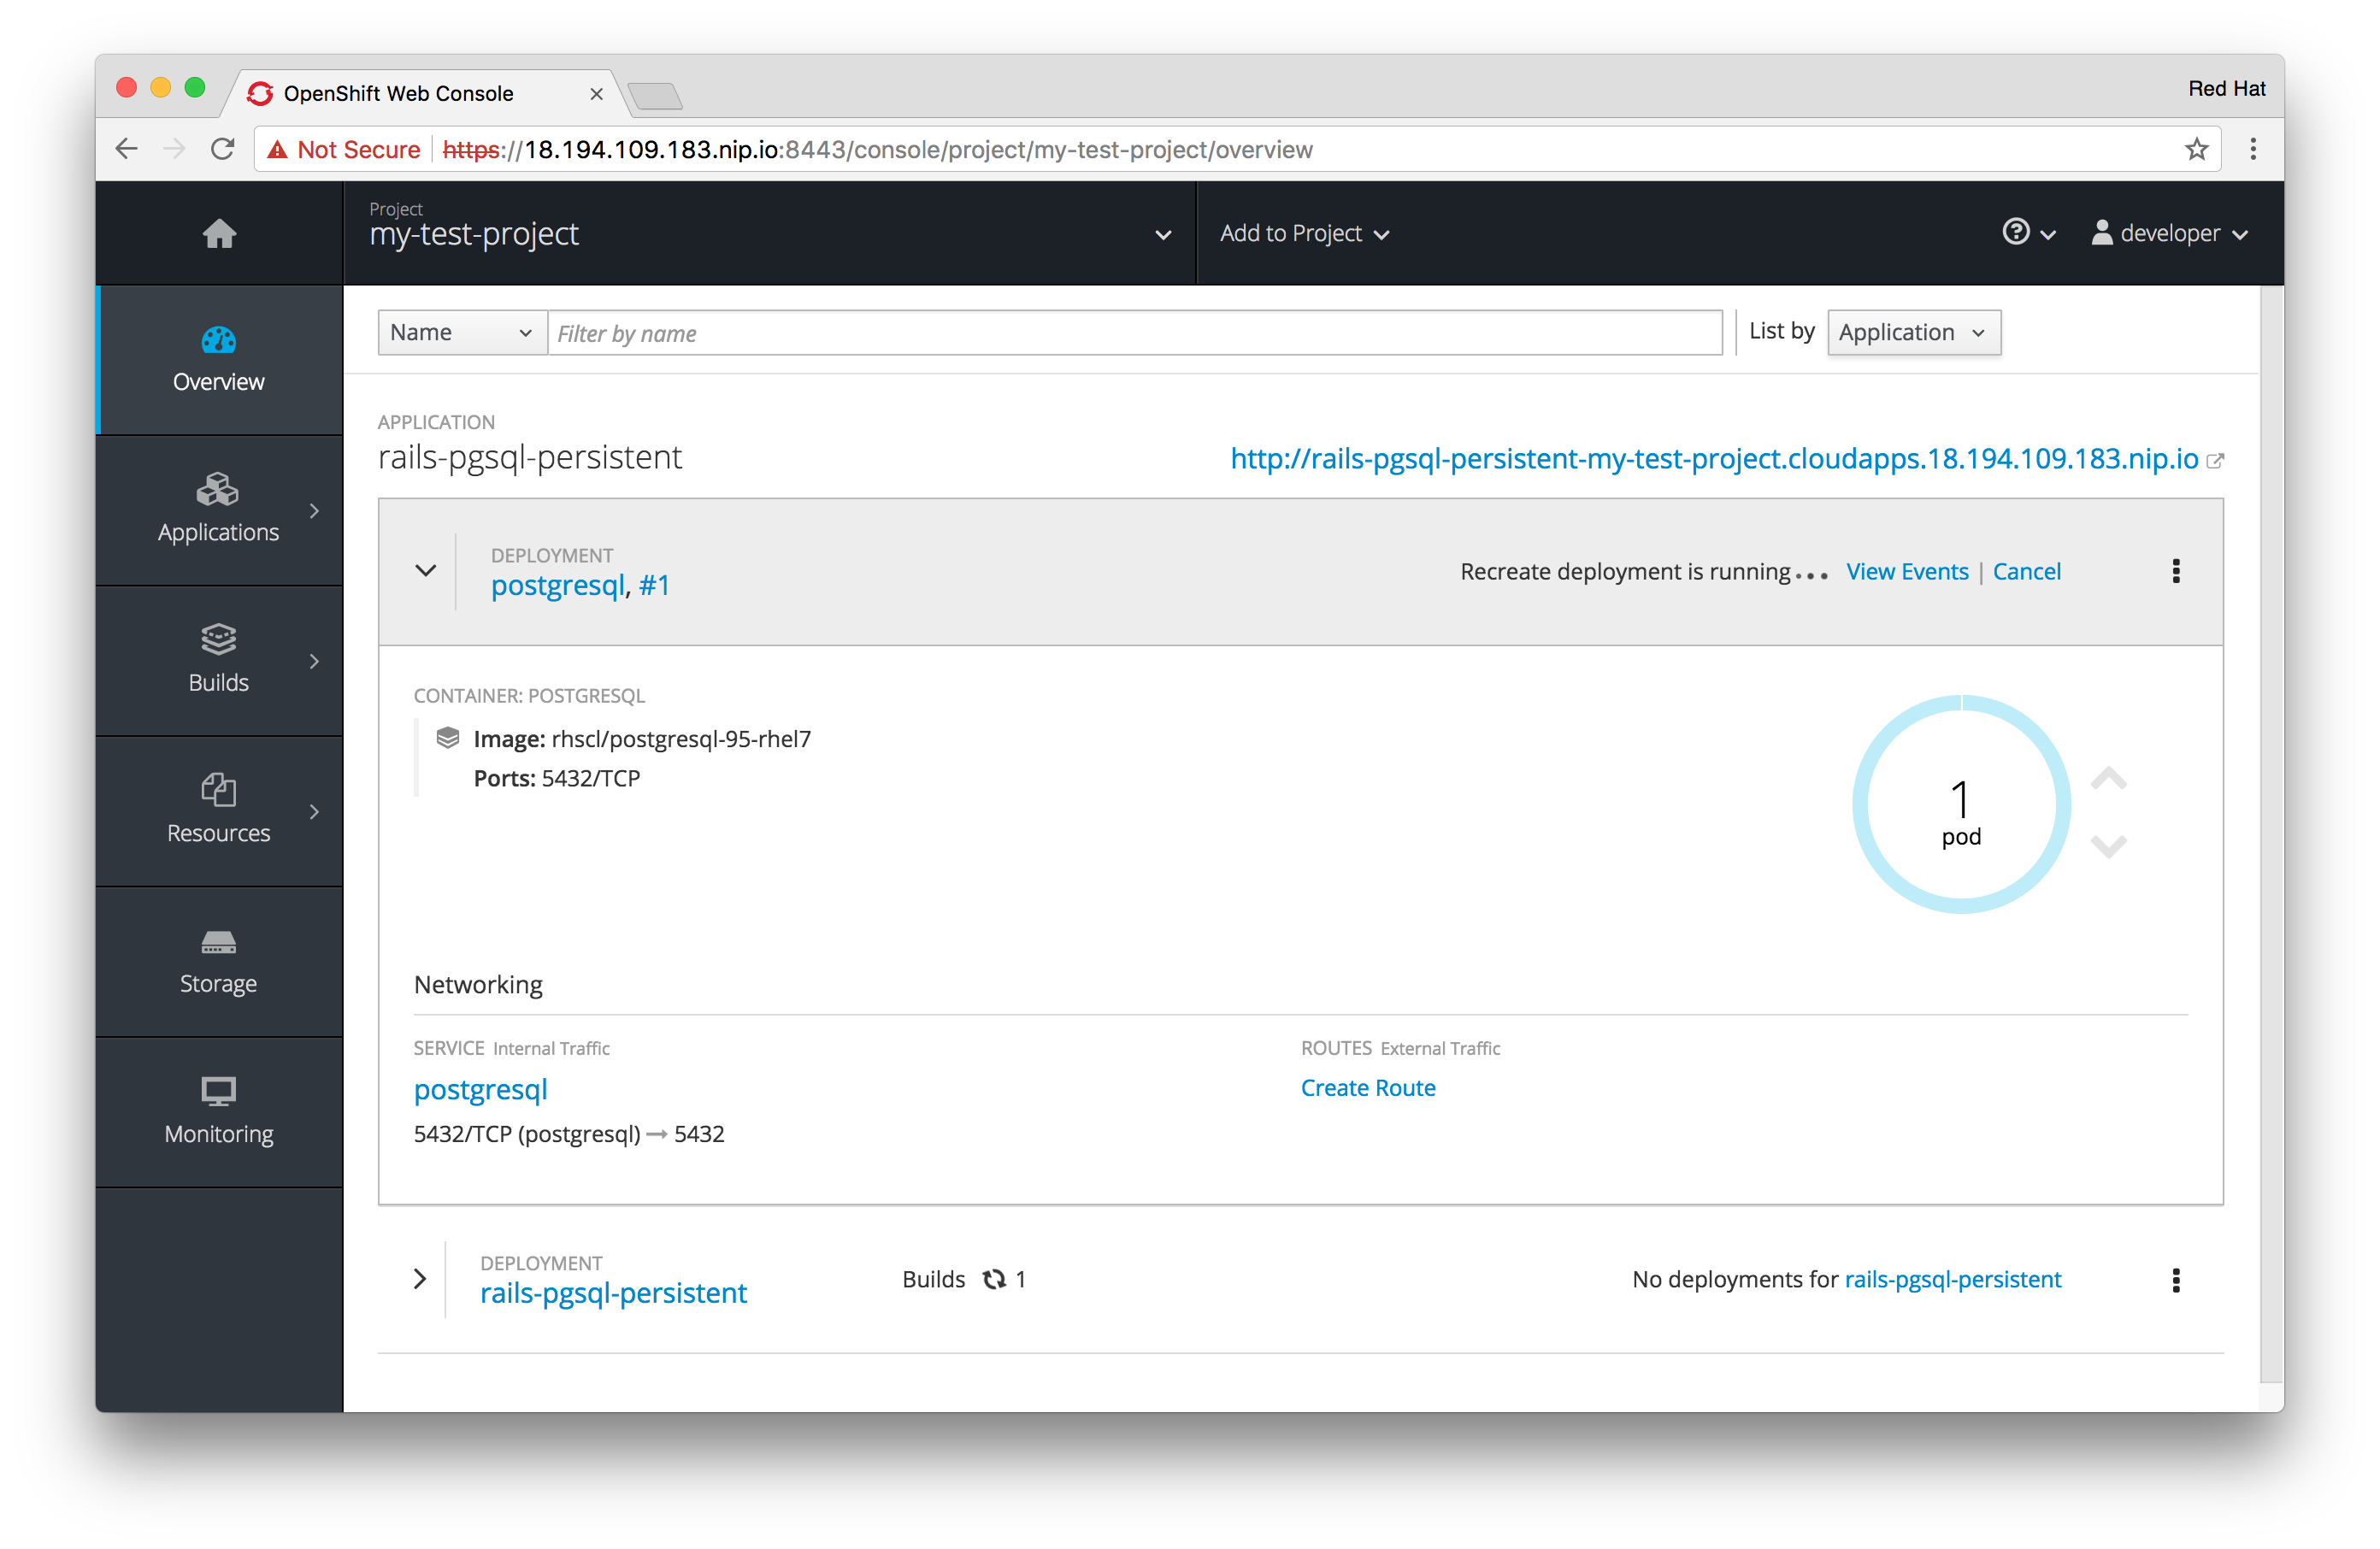 OpenShift Web Console
Red Hat
Not Secure https://18.194.109.183.nip.io:8443/console/project/my-test-project/overview
Project
my-test-project
Add to Project
developer
Name
Filter by name
List by
Application
Overview
Applications
Builds
Resources
Storage
Monitoring
APPLICATION
rails-pgsql-persistent
http://rails-pgsql-persistent-my-test-project.cloudapps.18.194.109.183.nip.io
DEPLOYMENT
postgresql, #1
Recreate deployment is running... View Events | Cancel
CONTAINER: POSTGRESQL
Image: rhscl/postgresql-95-rhel7
Ports: 5432/TCP
1
pod
Networking
SERVICE Internal Traffic
postgresql
5432/TCP (postgresql) → 5432
ROUTES External Traffic
Create Route
DEPLOYMENT
rails-pgsql-persistent
Builds 1
No deployments for rails-pgsql-persistent